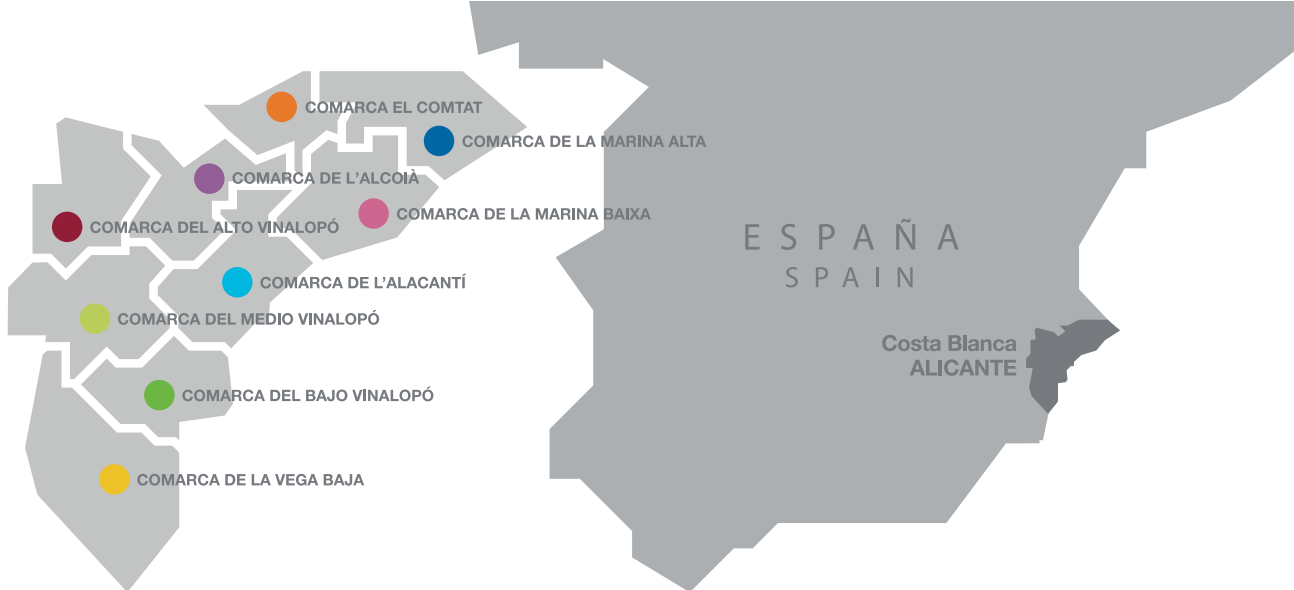 COMARCA EL COMTAT
COMARCA DE LA MARINA ALTA
COMARCA DE L’ALCOIÀ
COMARCA DE LA MARINA BAIXA
COMARCA DEL ALTO VINALOPÓ
COMARCA DE L’ALACANTÍ
COMARCA DEL MEDIO VINALOPÓ
COMARCA DEL BAJO VINALOPÓ
COMARCA DE LA VEGA BAJA
ESPAÑA
SPAIN
Costa Blanca
ALICANTE